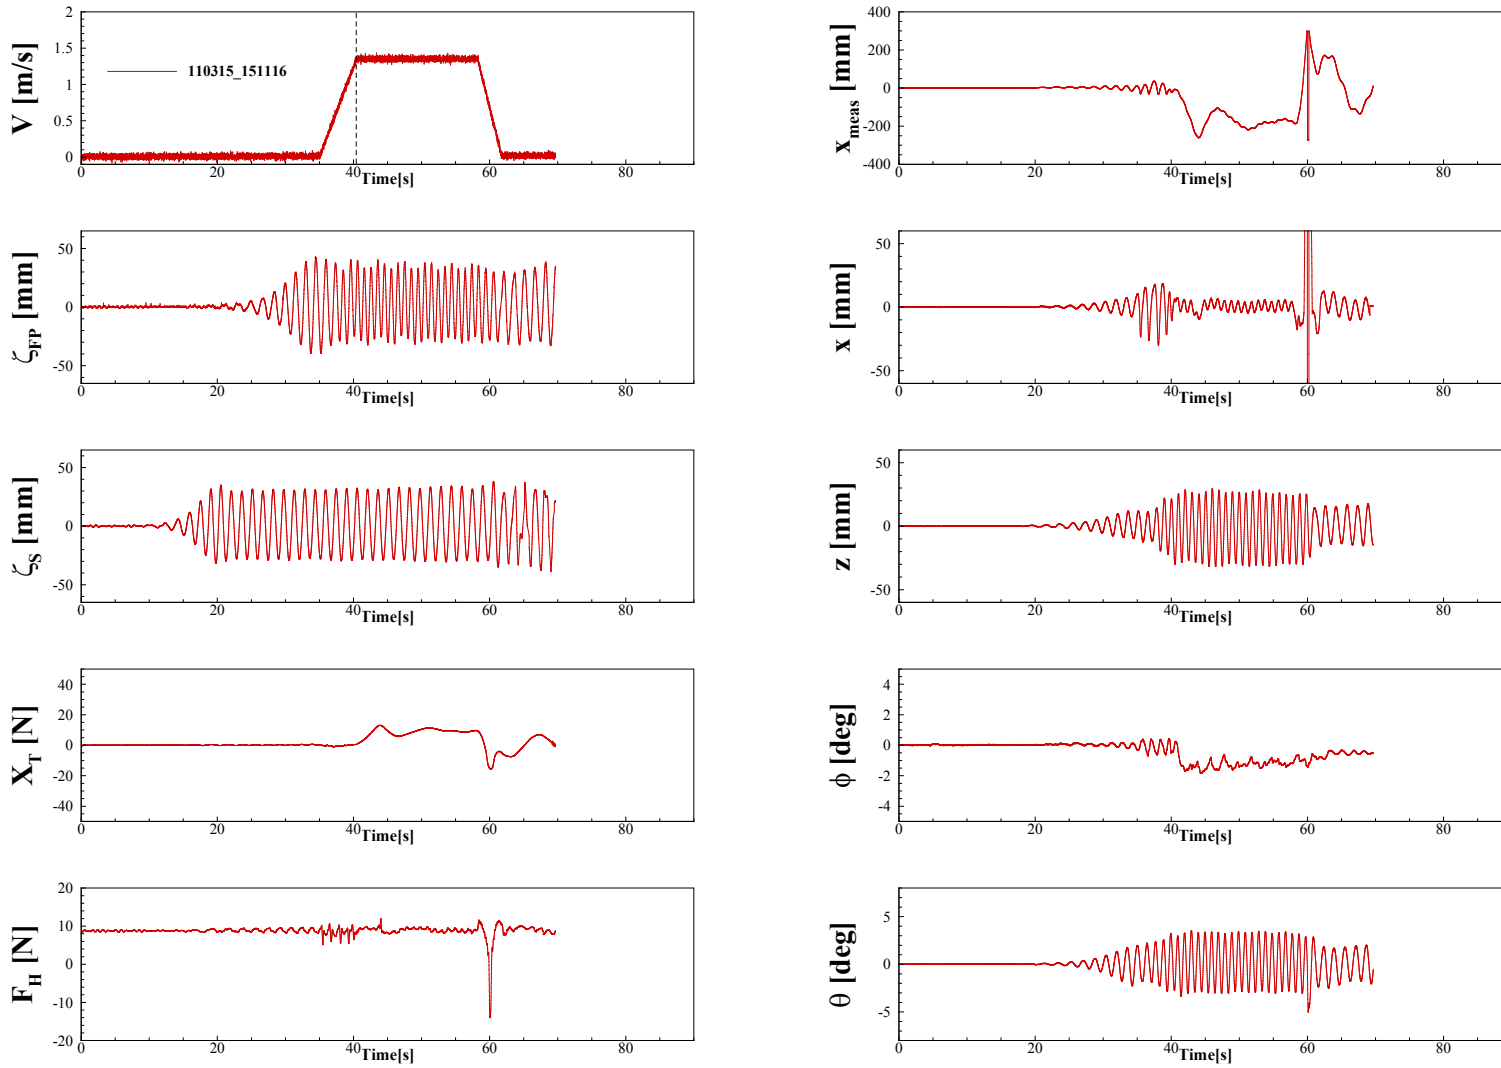 V [m/s]
2
1.5
1
0.5
0
110315_151116
0 20 40 60 80
Time[s]
x_meas [mm]
400
200
0
-200
-400
0 20 40 60 80
Time[s]
ζ_FP [mm]
50
0
-50
0 20 40 60 80
Time[s]
x [mm]
50
0
-50
0 20 40 60 80
Time[s]
ζ_S [mm]
50
0
-50
0 20 40 60 80
Time[s]
z [mm]
50
0
-50
0 20 40 60 80
Time[s]
X_T [N]
40
20
0
-20
-40
0 20 40 60 80
Time[s]
ϕ [deg]
4
2
0
-2
-4
0 20 40 60 80
Time[s]
F_H [N]
20
10
0
-10
-20
0 20 40 60 80
Time[s]
θ [deg]
5
0
-5
0 20 40 60 80
Time[s]